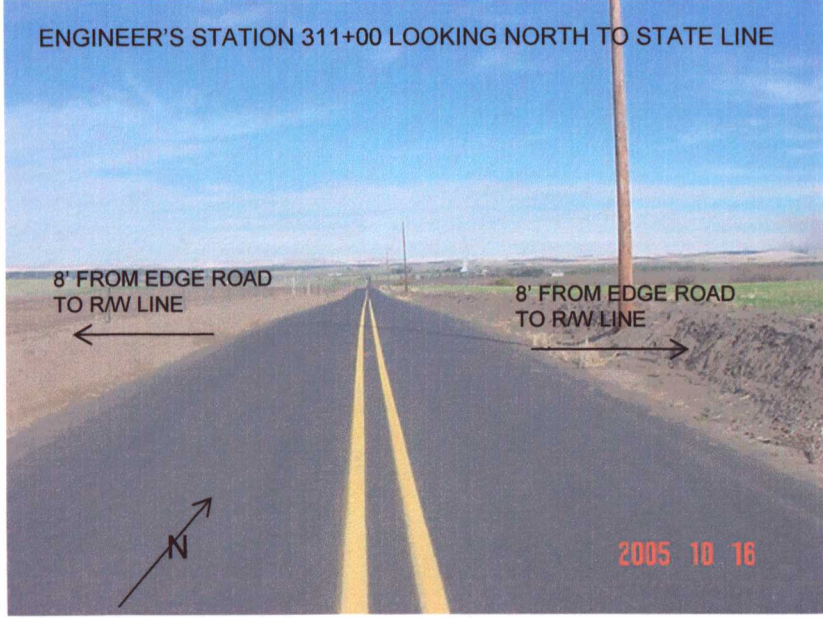 ENGINEER'S STATION 311+00 LOOKING NORTH TO STATE LINE
8' FROM EDGE ROAD
TO R/W LINE
8' FROM EDGE ROAD
TO R/W LINE
N
2005 10 16